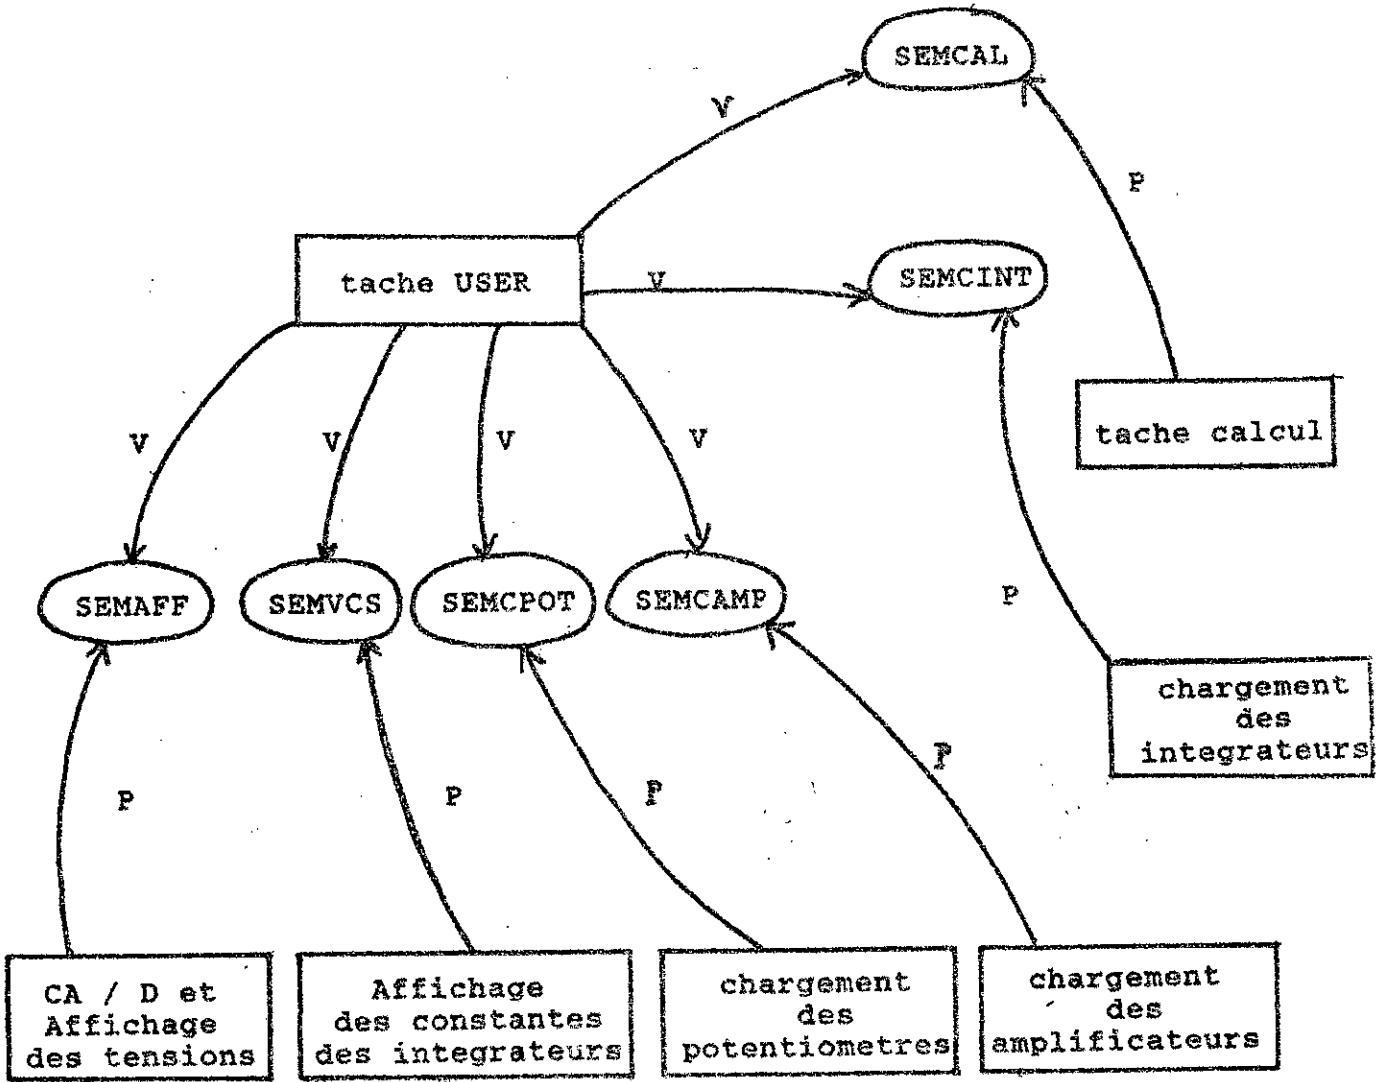 SEMCAL
V
P
tache USER
V
SEMCINT
tache calcul
V
V
V
V
SEMAFF
SEMVCS
SEMCPOT
SEMCAMP
P
chargement
des
integrateurs
P
P
P
P
CA / D et
Affichage
des tensions
Affichage
des constantes
des integrateurs
chargement
des
potentiometres
chargement
des
amplificateurs